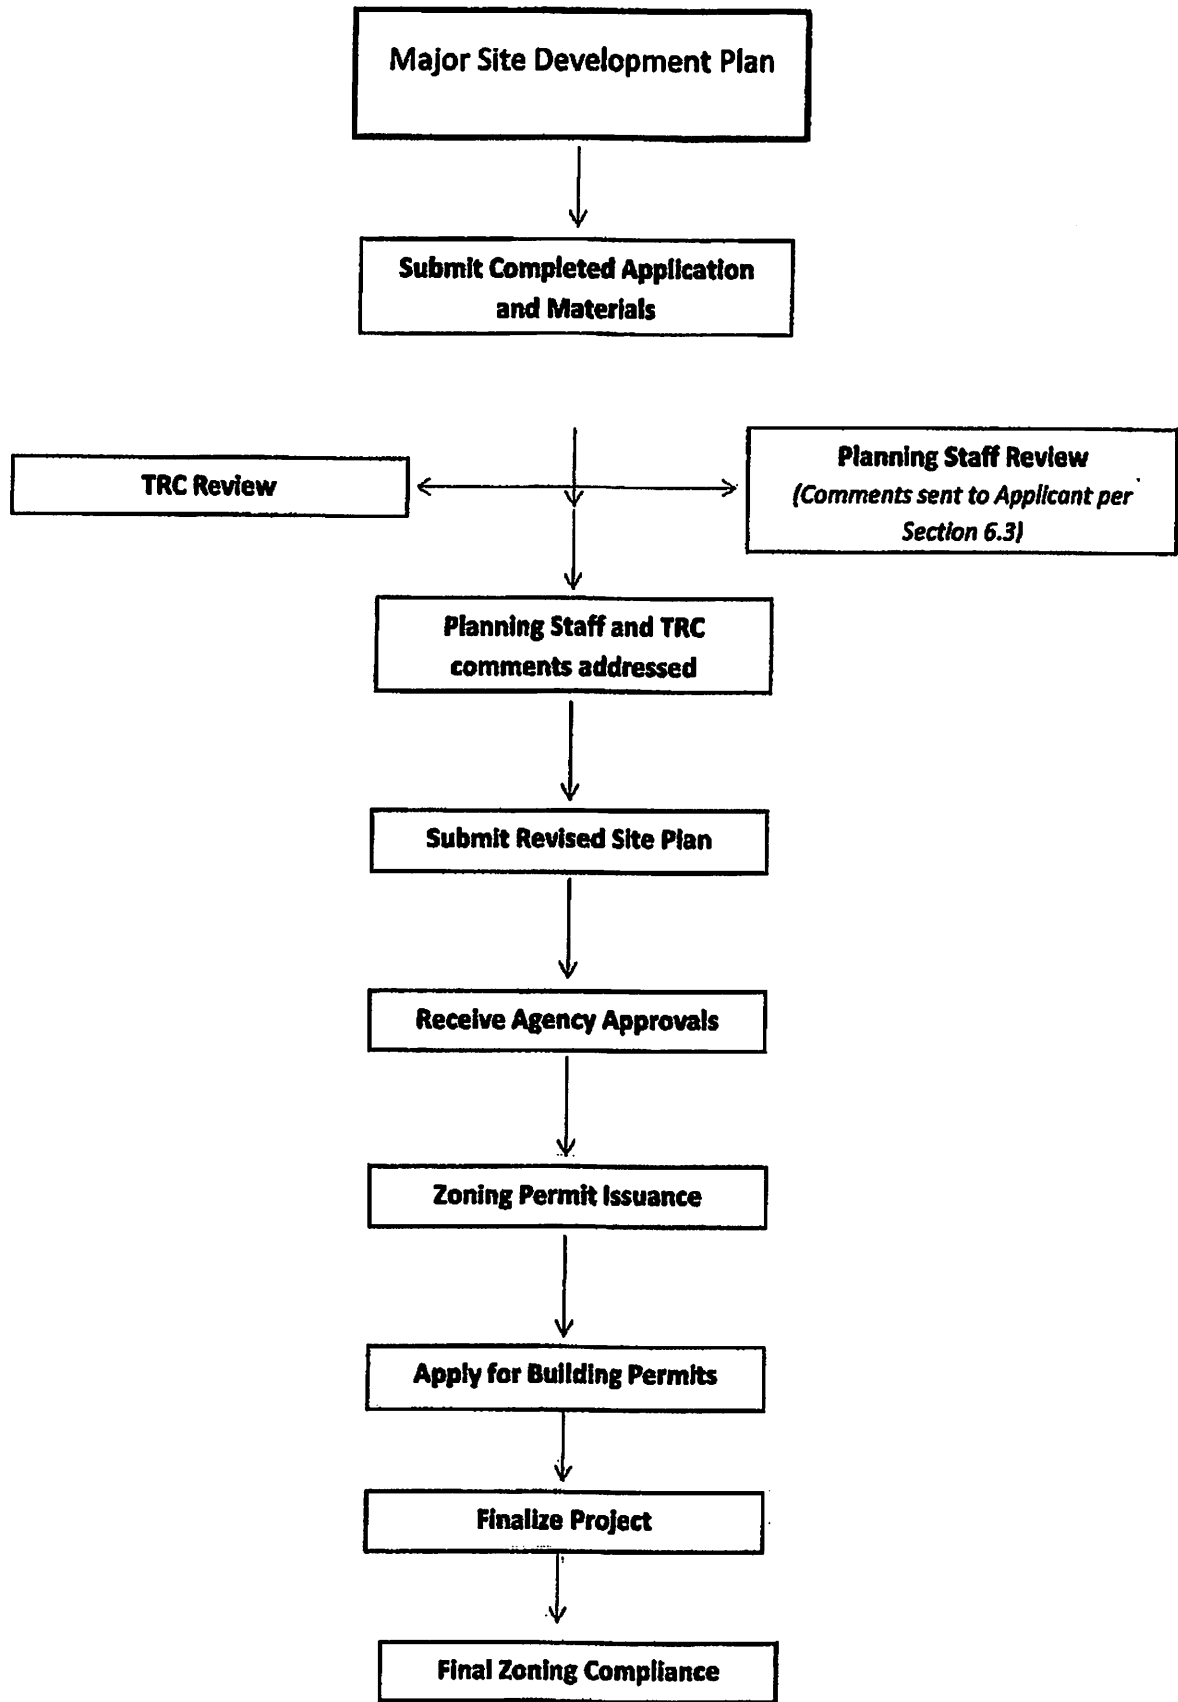 Major Site Development Plan
Submit Completed Application
and Materials
TRC Review
Planning Staff Review
(Comments sent to Applicant per
Section 6.3)
Planning Staff and TRC
comments addressed
Submit Revised Site Plan
Receive Agency Approvals
Zoning Permit Issuance
Apply for Building Permits
Finalize Project
Final Zoning Compliance